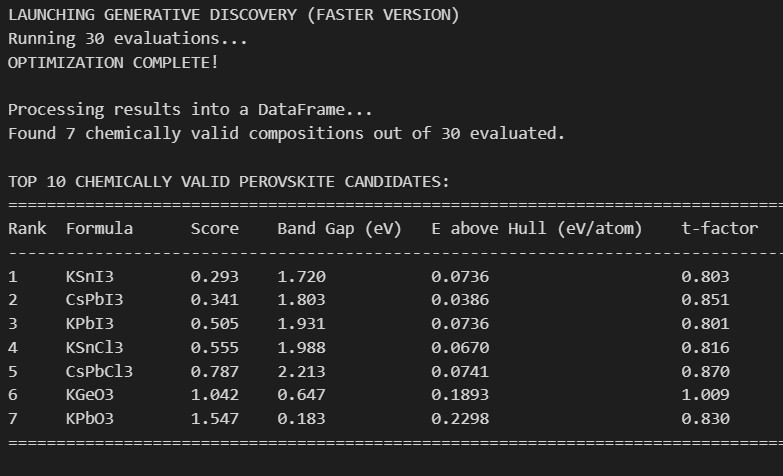 LAUNCHING GENERATIVE DISCOVERY (FASTER VERSION)
Running 30 evaluations...
OPTIMIZATION COMPLETE!
Processing results into a DataFrame...
Found 7 chemically valid compositions out of 30 evaluated.
TOP 10 CHEMICALLY VALID PEROVSKITE CANDIDATES:
================================================================================
Rank  Formula      Score    Band Gap (eV)   E above Hull (eV/atom)    t-factor
--------------------------------------------------------------------------------
1     KSnI3        0.293    1.720           0.0736                    0.803
2     CsPbI3       0.341    1.803           0.0386                    0.851
3     KPbI3        0.505    1.931           0.0736                    0.801
4     KSnCl3       0.555    1.988           0.0670                    0.816
5     CsPbCl3      0.787    2.213           0.0741                    0.870
6     KGeO3        1.042    0.647           0.1893                    1.009
7     KPbO3        1.547    0.183           0.2298                    0.830
================================================================================